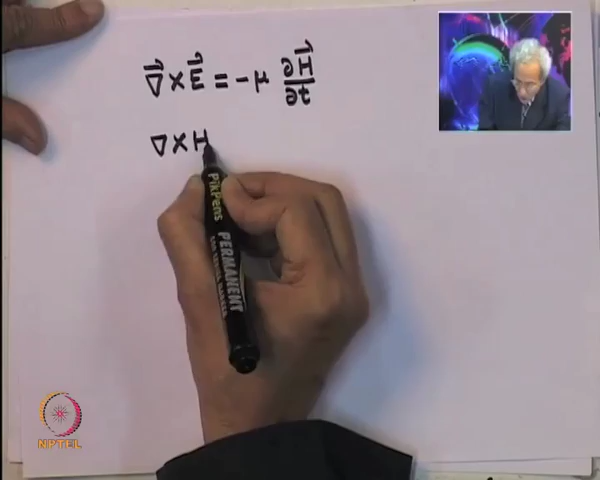 ∇⃗ × E⃗ = - μ ∂H⃗/∂t
∇ × H
PikPens
PERMANENT
NPTEL